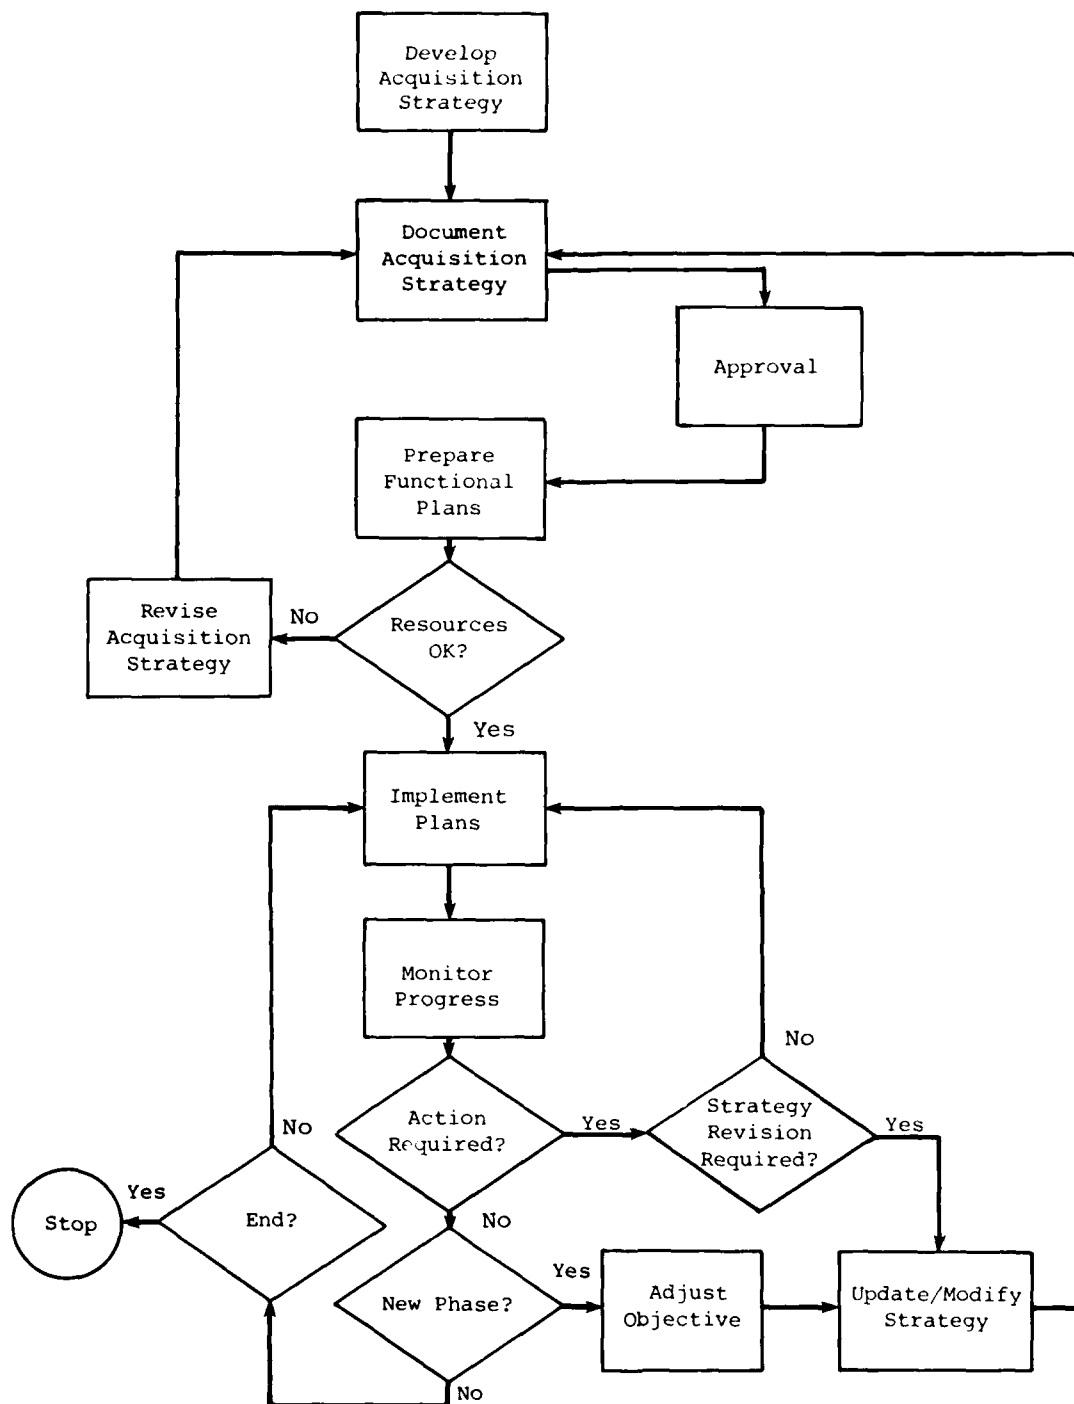 Develop
Acquisition
Strategy
Document
Acquisition
Strategy
Approval
Prepare
Functional
Plans
Revise
Acquisition
Strategy
No
Resources
OK?
Yes
Implement
Plans
Monitor
Progress
No
Action
Required?
Yes
Strategy
Revision
Required?
Yes
No
Yes
Stop
End?
No
New Phase?
Yes
Adjust
Objective
Update/Modify
Strategy
No